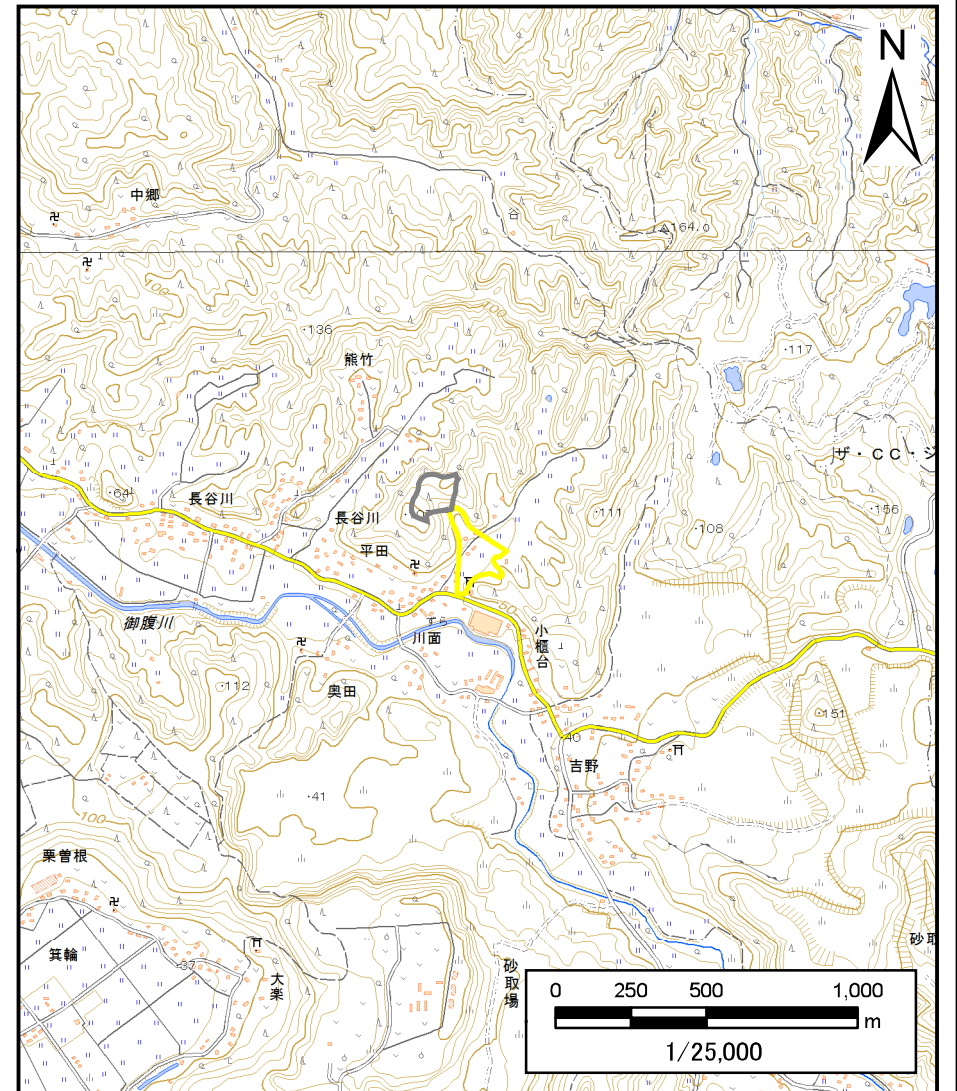 N
中郷
164.0
100
100
・136
・117
熊竹
ザ・CC・ジ
・64
長谷川
長谷川
・111
・108
・156
平田
50
御腹川
川面
小櫃台
・112
奥田
・151
40
吉野
・41
100
栗曽根
砂取
箕輪
・37
大楽
砂取場
0 250 500 1,000
m
1/25,000